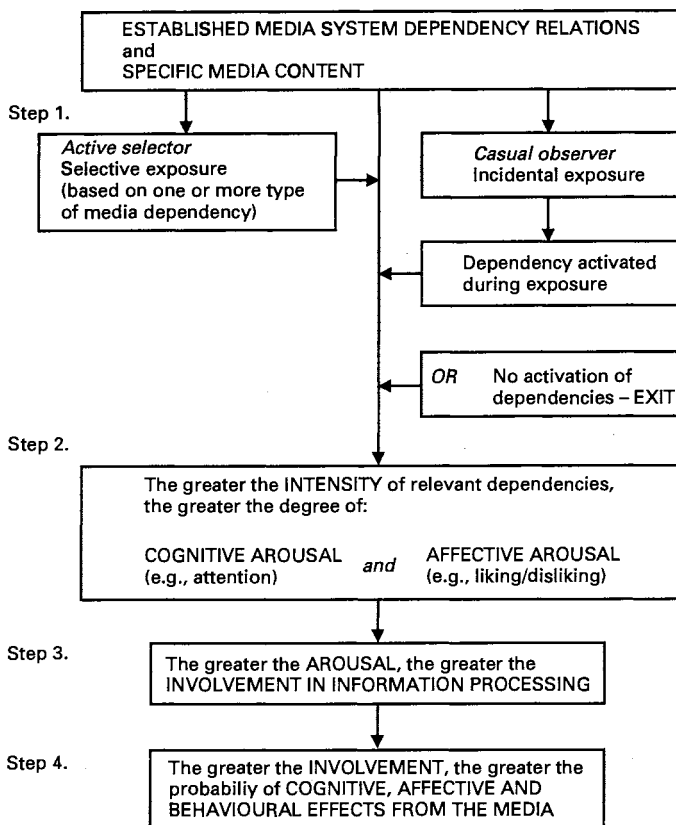 ESTABLISHED MEDIA SYSTEM DEPENDENCY RELATIONS
and
SPECIFIC MEDIA CONTENT
Step 1.
Active selector
Selective exposure
(based on one or more type
of media dependency)
Casual observer
Incidental exposure
Dependency activated
during exposure
OR No activation of
dependencies – EXIT
Step 2.
The greater the INTENSITY of relevant dependencies,
the greater the degree of:
COGNITIVE AROUSAL and AFFECTIVE AROUSAL
(e.g., attention) (e.g., liking/disliking)
Step 3.
The greater the AROUSAL, the greater the
INVOLVEMENT IN INFORMATION PROCESSING
Step 4.
The greater the INVOLVEMENT, the greater the
probabiliy of COGNITIVE, AFFECTIVE AND
BEHAVIOURAL EFFECTS FROM THE MEDIA